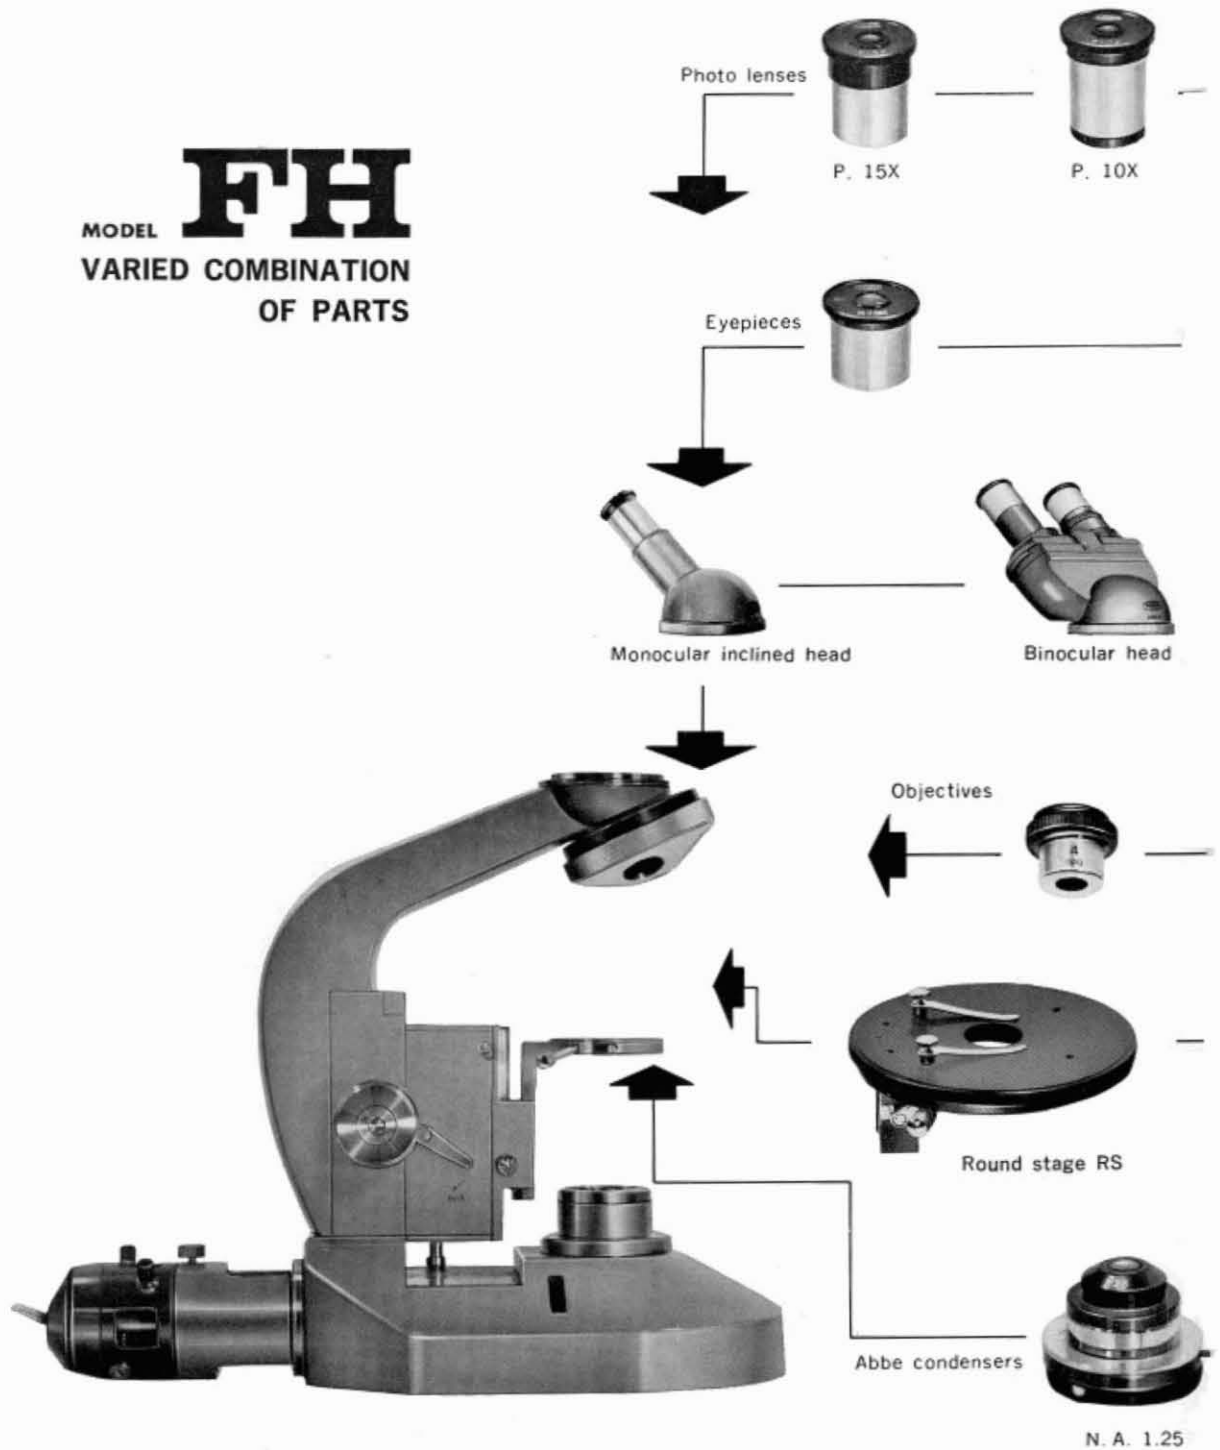 Photo lenses
P. 15X
P. 10X
MODEL FH
VARIED COMBINATION
OF PARTS
Eyepieces
Monocular inclined head
Binocular head
Objectives
4
Round stage RS
Abbe condensers
N. A. 1.25